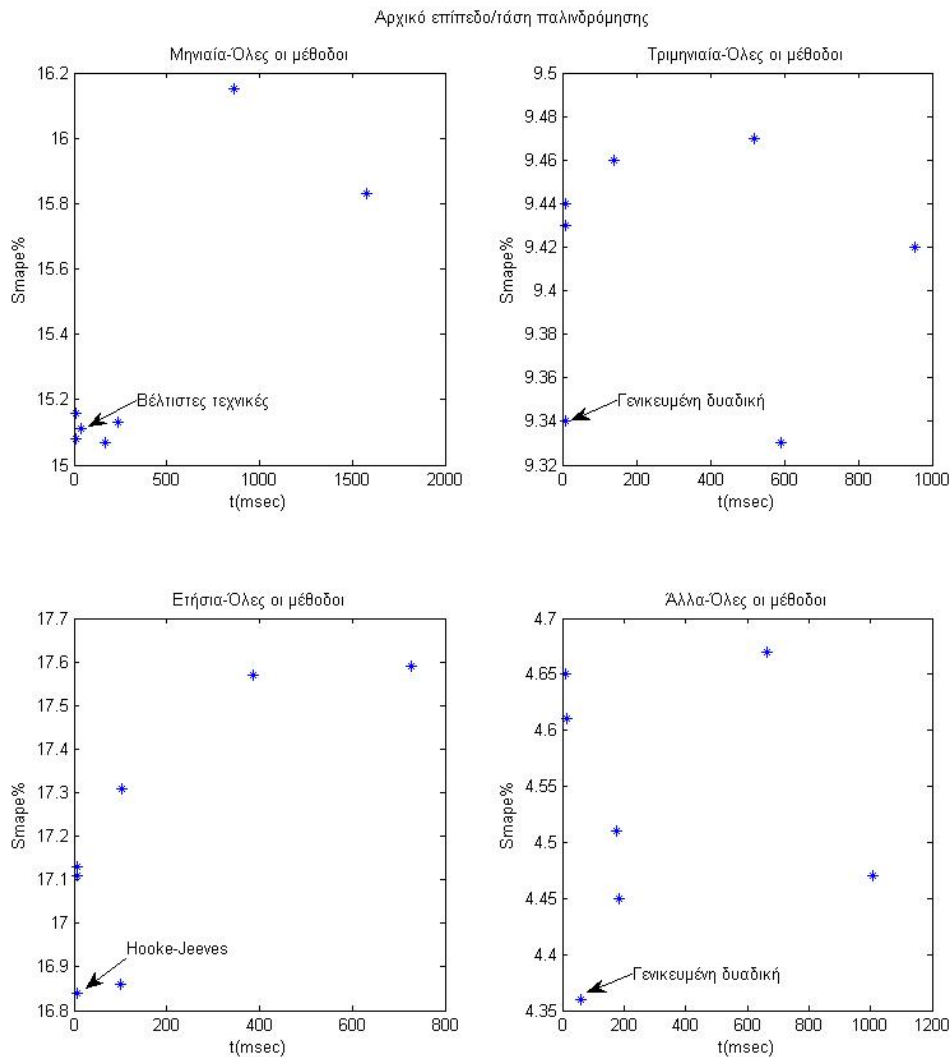 Αρχικό επίπεδο/τάση παλινδρόμησης
Μηνιαία-Όλες οι μέθοδοι
16.2
16
15.8
15.6
15.4
15.2
15
Smape%
Βέλτιστες τεχνικές
0 500 1000 1500 2000
t(msec)
Τριμηνιαία-Όλες οι μέθοδοι
9.5
9.48
9.46
9.44
9.42
9.4
9.38
9.36
9.34
9.32
Smape%
Γενικευμένη δυαδική
0 200 400 600 800 1000
t(msec)
Ετήσια-Όλες οι μέθοδοι
17.7
17.6
17.5
17.4
17.3
17.2
17.1
17
16.9
16.8
Smape%
Hooke-Jeeves
0 200 400 600 800
t(msec)
Άλλα-Όλες οι μέθοδοι
4.7
4.65
4.6
4.55
4.5
4.45
4.4
4.35
Smape%
Γενικευμένη δυαδική
0 200 400 600 800 1000 1200
t(msec)